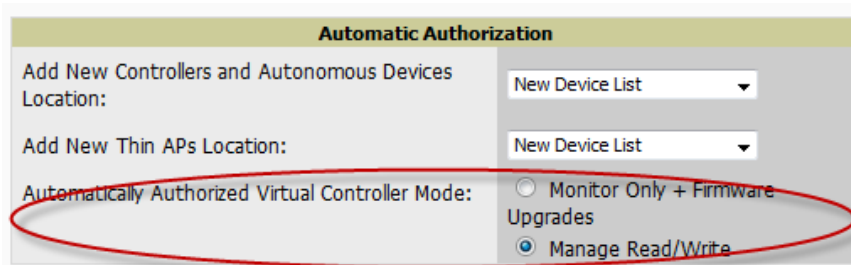 Automatic Authorization
Add New Controllers and Autonomous Devices
Location:
New Device List
Add New Thin APs Location:
New Device List
Automatically Authorized Virtual Controller Mode:
Monitor Only + Firmware
Upgrades
Manage Read/Write